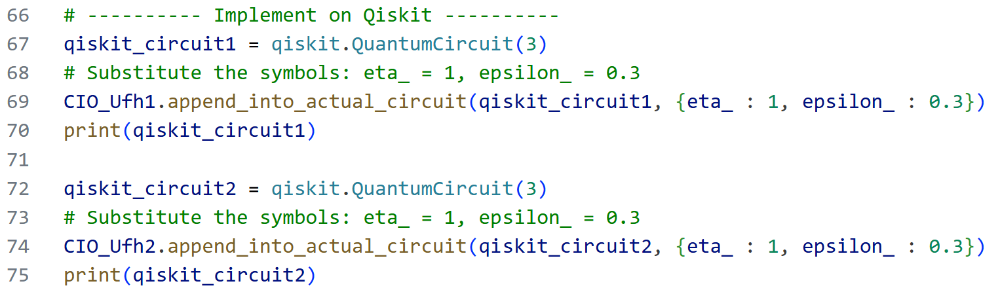 66 # ---------- Implement on Qiskit ----------
67 qiskit_circuit1 = qiskit.QuantumCircuit(3)
68 # Substitute the symbols: eta_ = 1, epsilon_ = 0.3
69 CIO_Ufh1.append_into_actual_circuit(qiskit_circuit1, {eta_ : 1, epsilon_ : 0.3})
70 print(qiskit_circuit1)
71
72 qiskit_circuit2 = qiskit.QuantumCircuit(3)
73 # Substitute the symbols: eta_ = 1, epsilon_ = 0.3
74 CIO_Ufh2.append_into_actual_circuit(qiskit_circuit2, {eta_ : 1, epsilon_ : 0.3})
75 print(qiskit_circuit2)